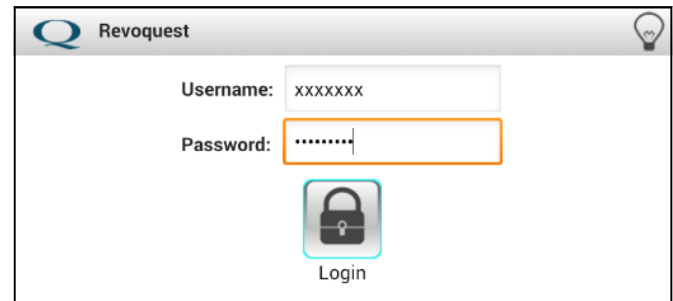 Revoquest
Username: xxxxxxx
Password: •••••••••
Login